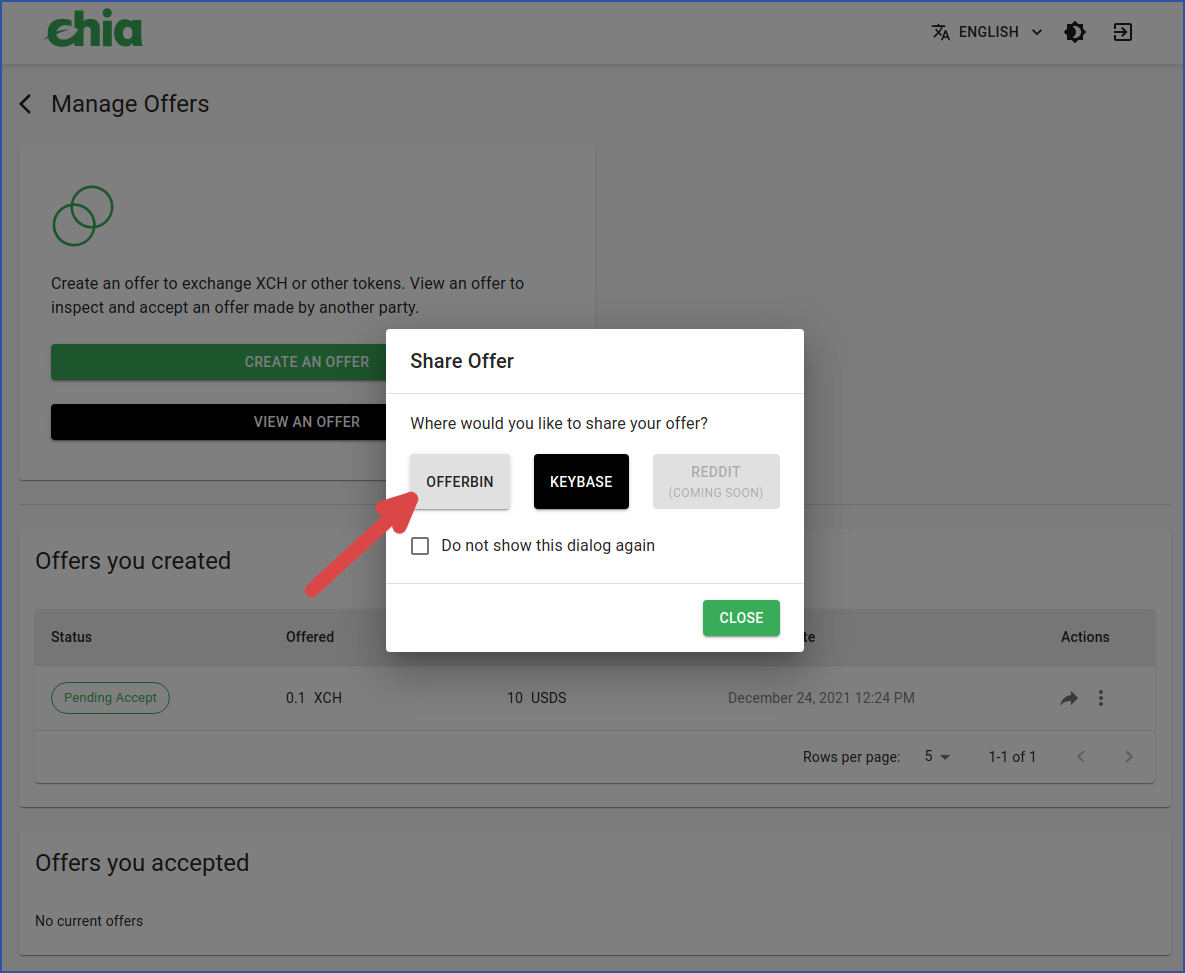 chia
ENGLISH
Manage Offers
Create an offer to exchange XCH or other tokens. View an offer to
inspect and accept an offer made by another party.
CREATE AN OFFER
VIEW AN OFFER
Share Offer
Where would you like to share your offer?
OFFERBIN
KEYBASE
REDDIT
(COMING SOON)
Do not show this dialog again
CLOSE
Offers you created
Status Offered te Actions
Pending Accept 0.1 XCH 10 USDS December 24, 2021 12:24 PM
Rows per page: 5 1-1 of 1
Offers you accepted
No current offers